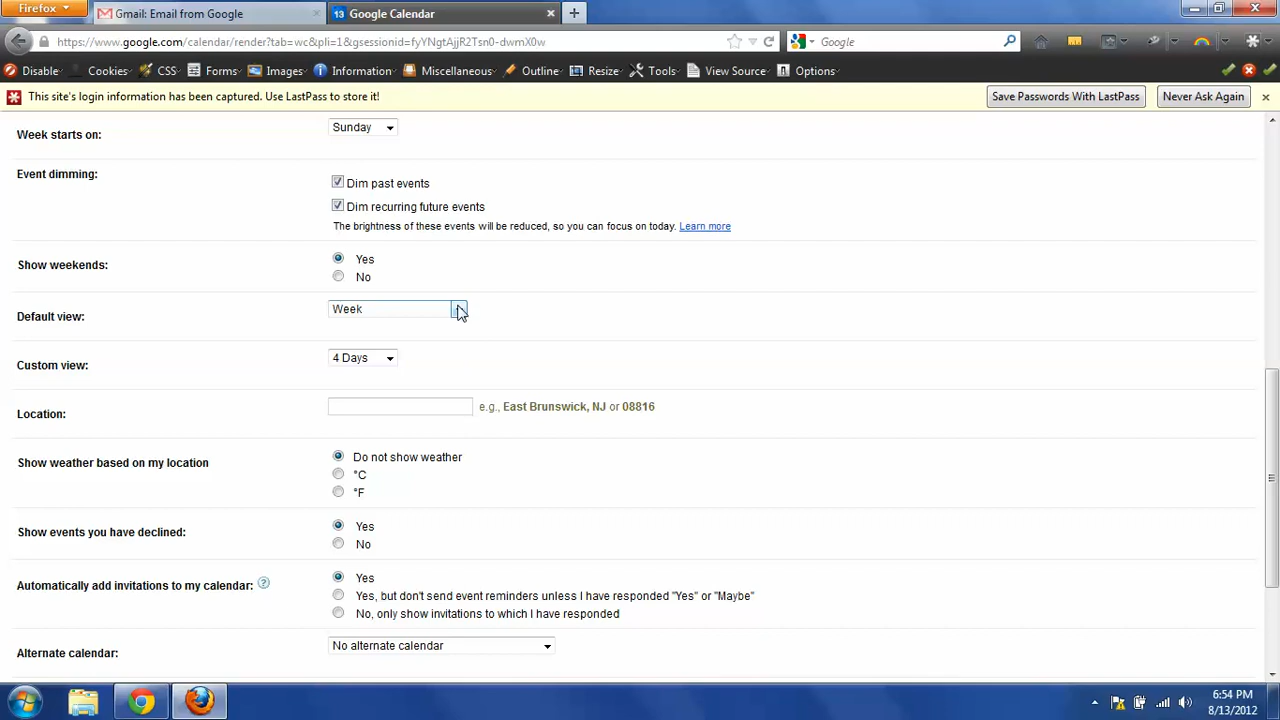 Firefox
Gmail: Email from Google
13 Google Calendar
https://www.google.com/calendar/render?tab=wc&pli=1&gsessionid=fyYNgtAjjR2Tsn0-dwmX0w
Google
Disable
Cookies
CSS
Forms
Images
Information
Miscellaneous
Outline
Resize
Tools
View Source
Options
This site's login information has been captured. Use LastPass to store it!
Save Passwords With LastPass
Never Ask Again
Week starts on:
Sunday
Event dimming:
Dim past events
Dim recurring future events
The brightness of these events will be reduced, so you can focus on today. Learn more
Show weekends:
Yes
No
Default view:
Week
Custom view:
4 Days
Location:
e.g., East Brunswick, NJ or 08816
Show weather based on my location
Do not show weather
°C
°F
Show events you have declined:
Yes
No
Automatically add invitations to my calendar: ?
Yes
Yes, but don't send event reminders unless I have responded "Yes" or "Maybe"
No, only show invitations to which I have responded
Alternate calendar:
No alternate calendar
6:54 PM
8/13/2012